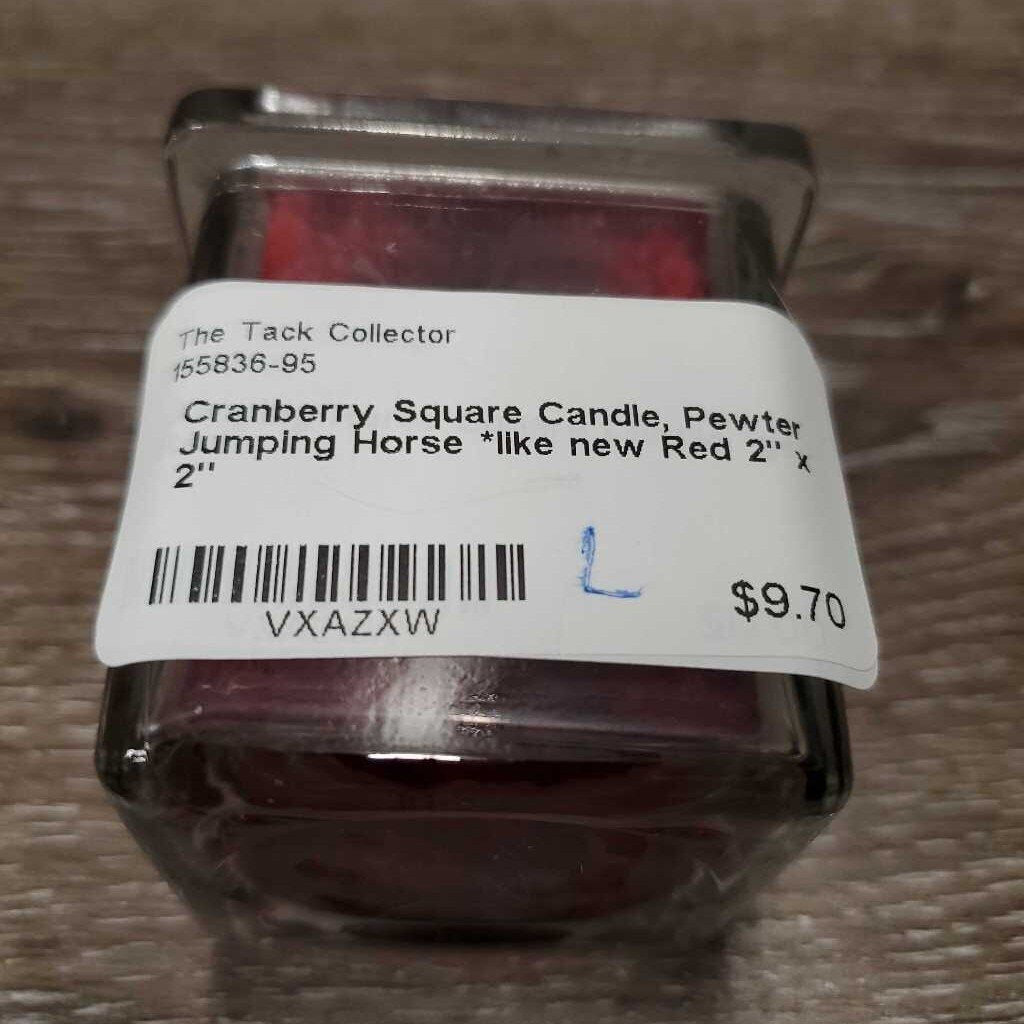 The Tack Collector
155836-95
Cranberry Square Candle, Pewter
Jumping Horse *like new Red 2" x
2"
L
VXAZXW
$9.70